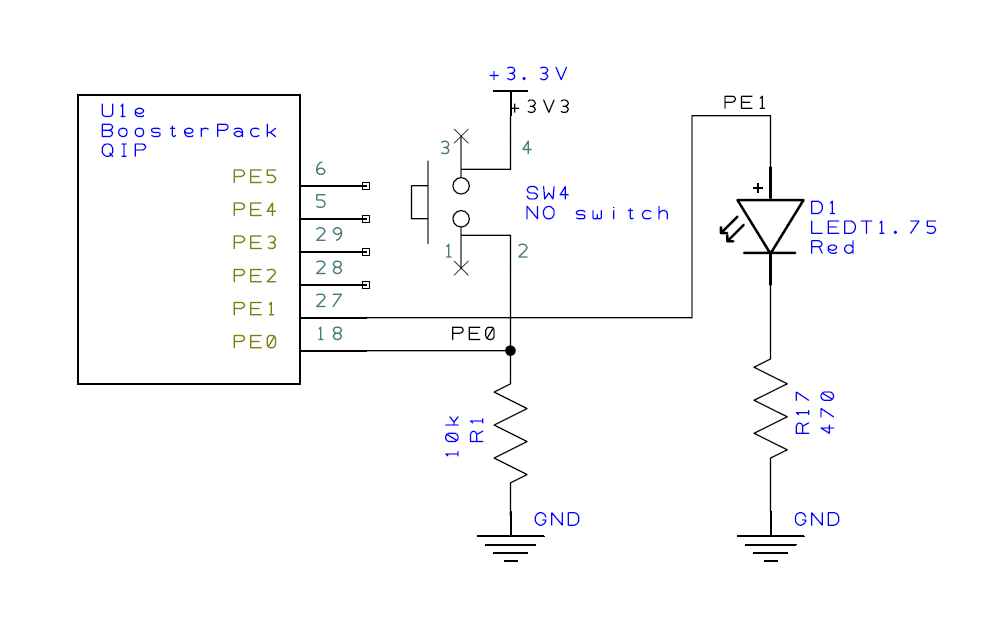 +3.3V
+3V3
U1e
BoosterPack
QIP
PE5 6
PE4 5
PE3 29
PE2 28
PE1 27
PE0 18
3 4
SW4
NO switch
1 2
PE0
10k
R1
GND
PE1
+
D1
LEDT1.75
Red
R17
470
GND